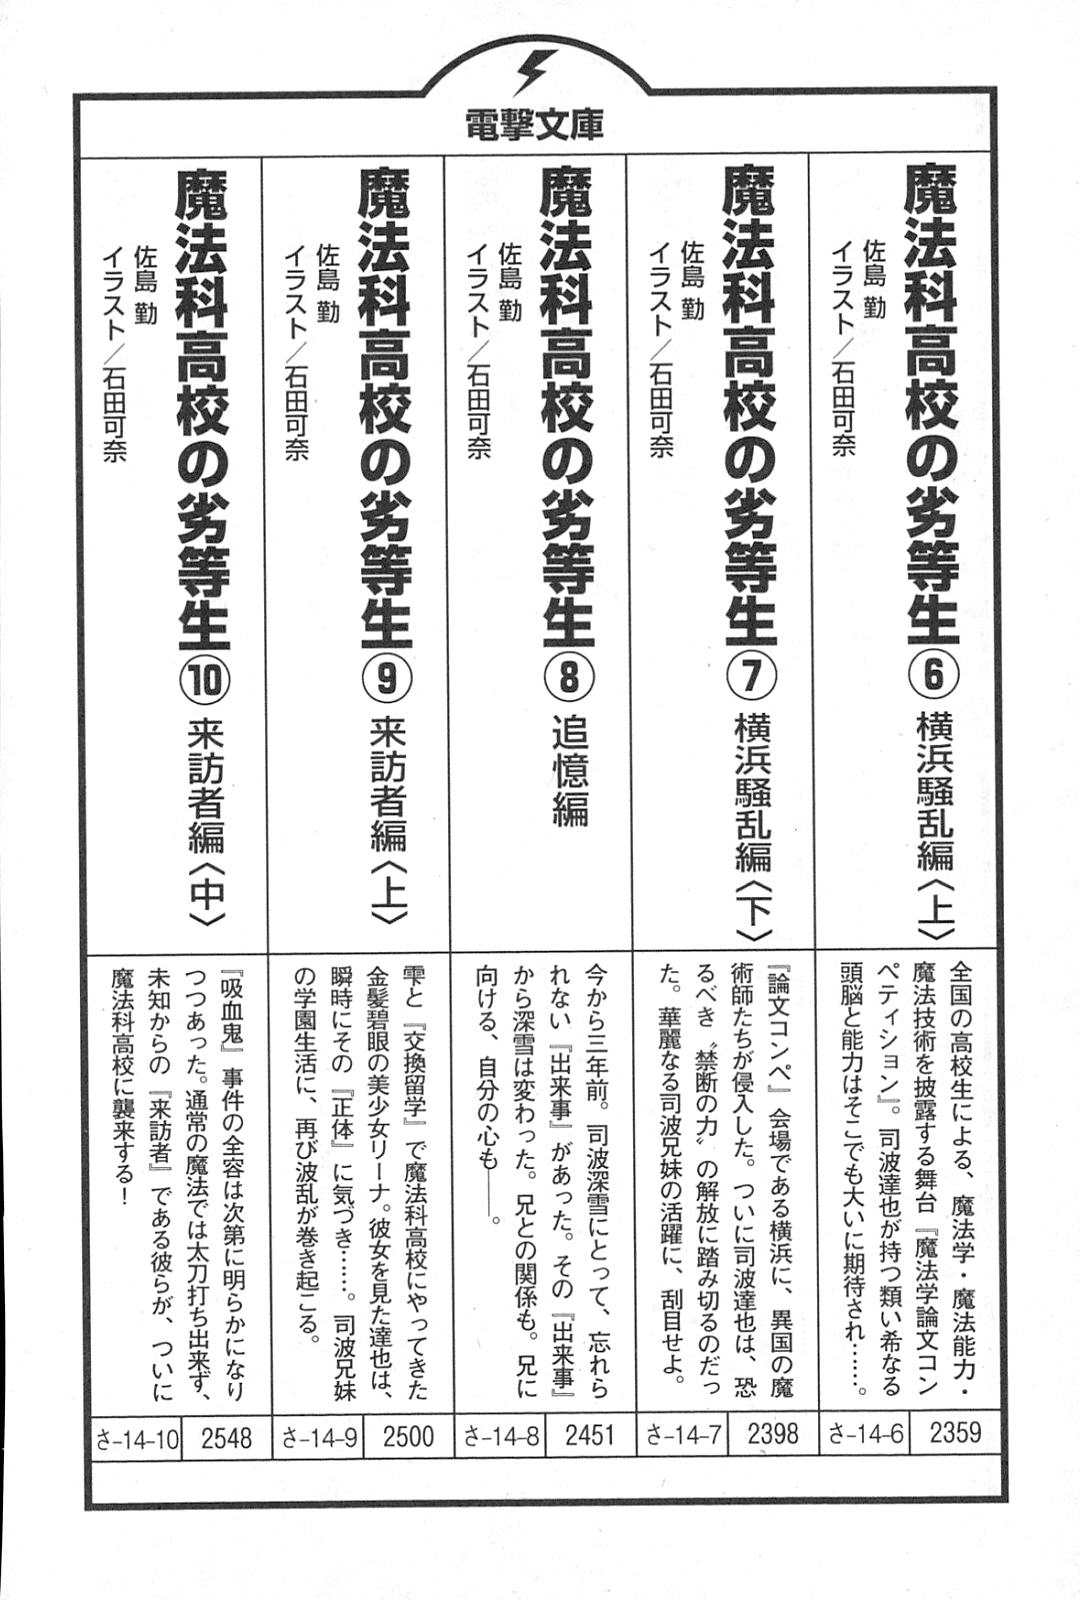 電撃文庫
魔法科高校の劣等生⑥ 横浜騒乱編〈上〉
佐島 勤
イラスト／石田可奈
全国の高校生による、魔法学・魔法能力・
魔法技術を披露する舞台『魔法学論文コン
ペティション』。司波達也が持つ類い希なる
頭脳と能力はそこでも大いに期待され……。
さ-14-6
2359
魔法科高校の劣等生⑦ 横浜騒乱編〈下〉
佐島 勤
イラスト／石田可奈
『論文コンペ』会場である横浜に、異国の魔
術師たちが侵入した。ついに司波達也は、恐
るべき〝禁断の力〟の解放に踏み切るのだっ
た。華麗なる司波兄妹の活躍に、刮目せよ。
さ-14-7
2398
魔法科高校の劣等生⑧ 追憶編
佐島 勤
イラスト／石田可奈
今から三年前。司波深雪にとって、忘れら
れない『出来事』があった。その『出来事』
から深雪は変わった。兄との関係も。兄に
向ける、自分の心も――。
さ-14-8
2451
魔法科高校の劣等生⑨ 来訪者編〈上〉
佐島 勤
イラスト／石田可奈
雫と『交換留学』で魔法科高校にやってきた
金髪碧眼の美少女リーナ。彼女を見た達也は、
瞬時にその『正体』に気づき……。司波兄妹
の学園生活に、再び波乱が巻き起こる。
さ-14-9
2500
魔法科高校の劣等生⑩ 来訪者編〈中〉
佐島 勤
イラスト／石田可奈
『吸血鬼』事件の全容は次第に明らかになり
つつあった。通常の魔法では太刀打ち出来ず、
未知からの『来訪者』である彼らが、ついに
魔法科高校に襲来する！
さ-14-10
2548